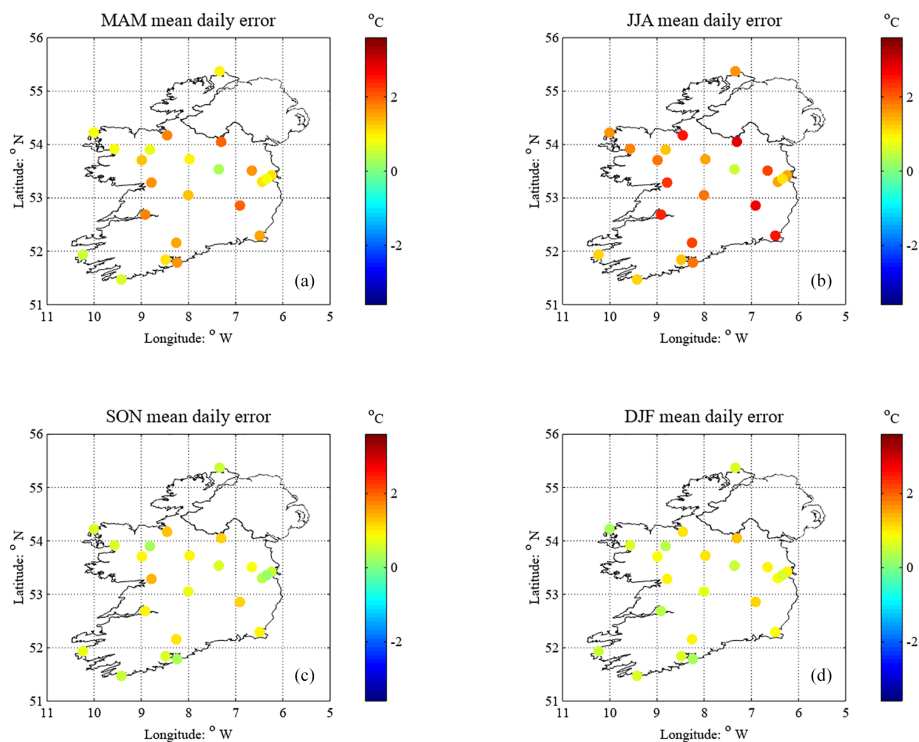 MAM mean daily error
°C
56
55
54
53
52
51
11 10 9 8 7 6 5
Latitude: ° N
Longitude: ° W
2
0
−2
(a)
JJA mean daily error
°C
56
55
54
53
52
51
11 10 9 8 7 6 5
Latitude: ° N
Longitude: ° W
2
0
−2
(b)
SON mean daily error
°C
56
55
54
53
52
51
11 10 9 8 7 6 5
Latitude: ° N
Longitude: ° W
2
0
−2
(c)
DJF mean daily error
°C
56
55
54
53
52
51
11 10 9 8 7 6 5
Latitude: ° N
Longitude: ° W
2
0
−2
(d)